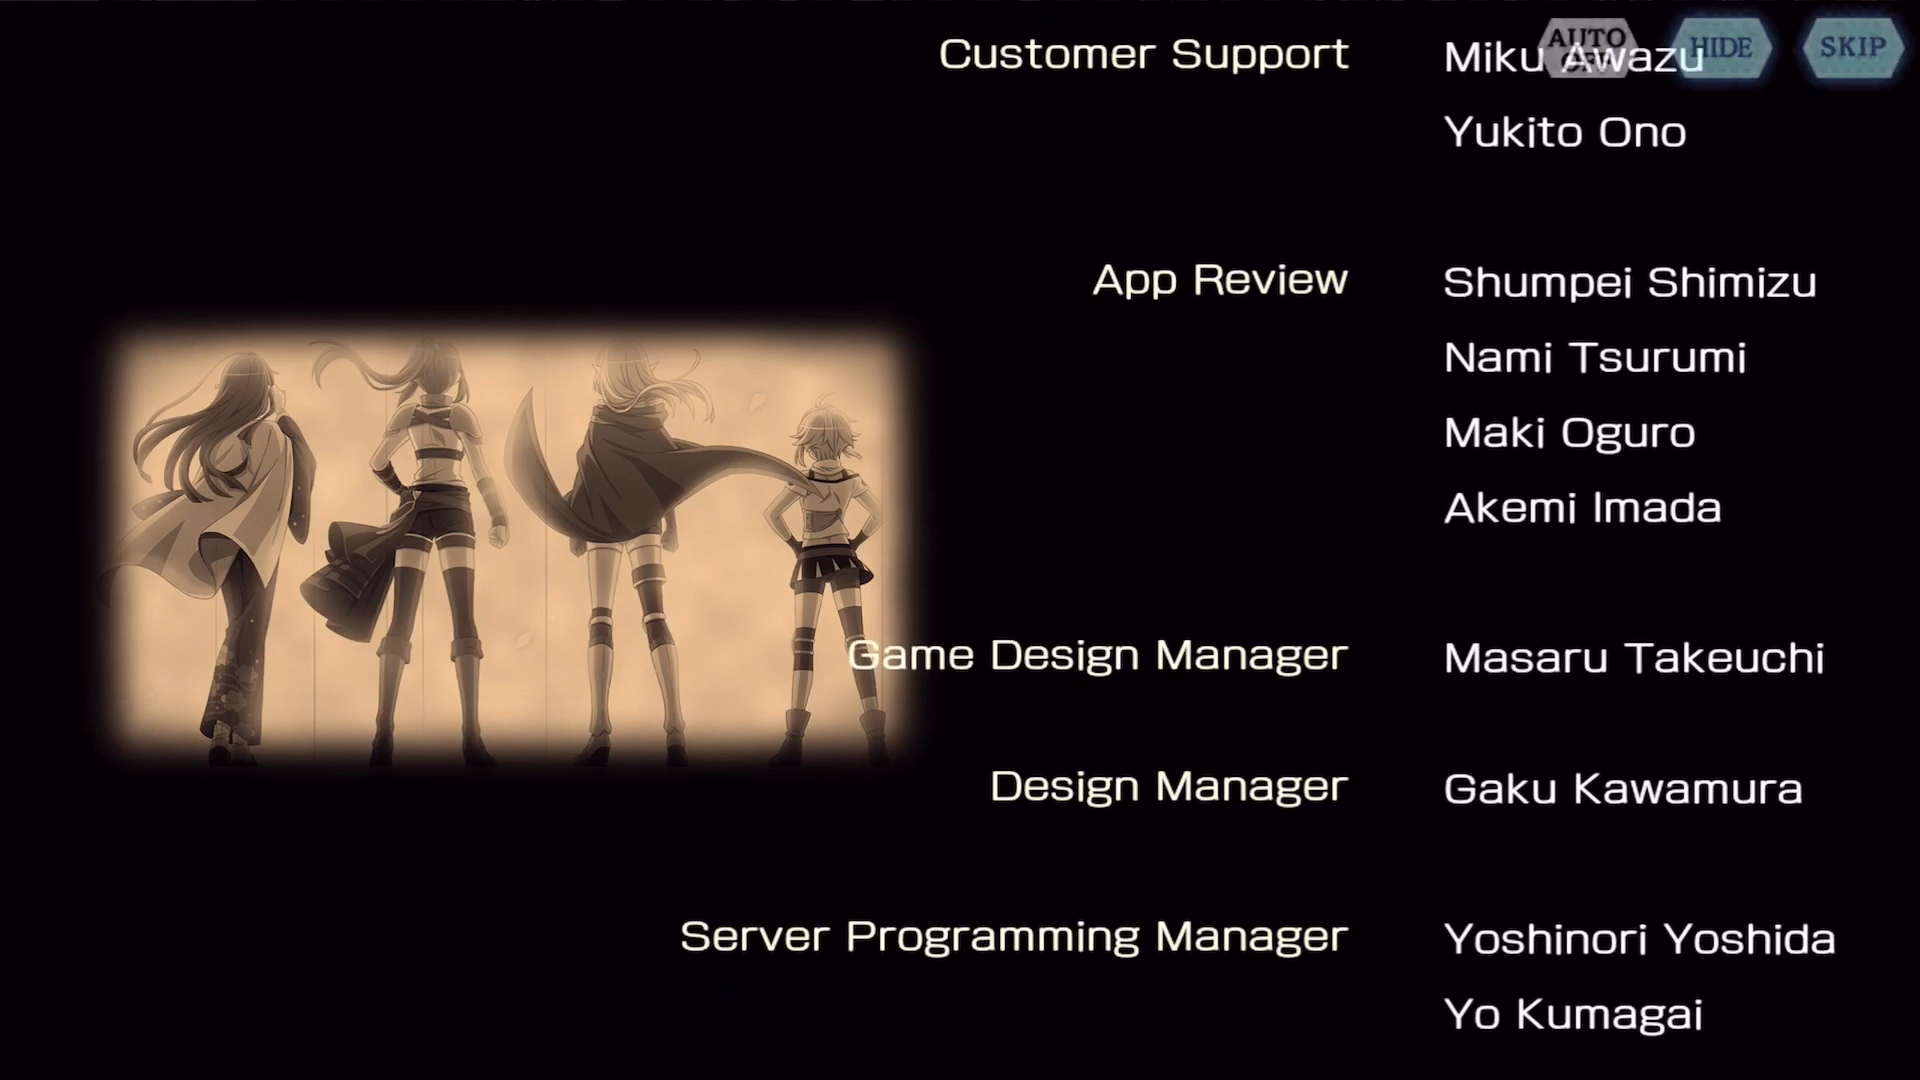 Customer Support Miku Awazu
AUTO
OFF
HIDE
SKIP
Yukito Ono
App Review Shumpei Shimizu
Nami Tsurumi
Maki Oguro
Akemi Imada
Game Design Manager Masaru Takeuchi
Design Manager Gaku Kawamura
Server Programming Manager Yoshinori Yoshida
Yo Kumagai